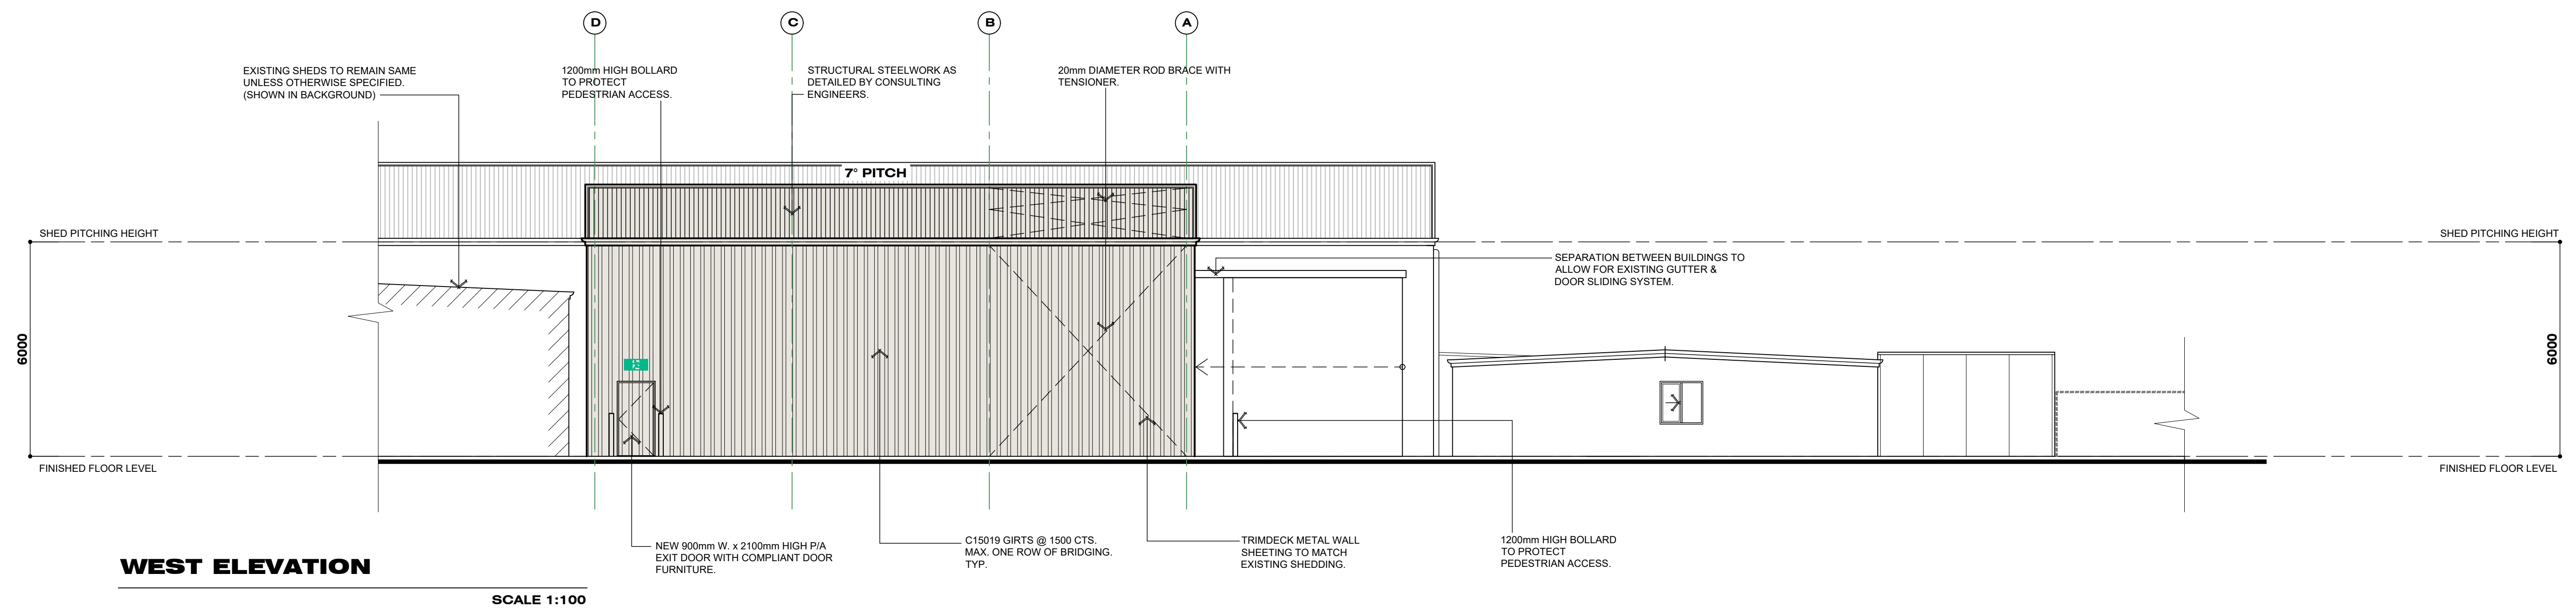 D
C
B
A
EXISTING SHEDS TO REMAIN SAME
UNLESS OTHERWISE SPECIFIED.
(SHOWN IN BACKGROUND)
1200mm HIGH BOLLARD
TO PROTECT
PEDESTRIAN ACCESS.
STRUCTURAL STEELWORK AS
DETAILED BY CONSULTING
ENGINEERS.
20mm DIAMETER ROD BRACE WITH
TENSIONER.
7° PITCH
SHED PITCHING HEIGHT
SHED PITCHING HEIGHT
SEPARATION BETWEEN BUILDINGS TO
ALLOW FOR EXISTING GUTTER &
DOOR SLIDING SYSTEM.
6000
6000
FINISHED FLOOR LEVEL
FINISHED FLOOR LEVEL
NEW 900mm W. x 2100mm HIGH P/A
EXIT DOOR WITH COMPLIANT DOOR
FURNITURE.
C15019 GIRTS @ 1500 CTS.
MAX. ONE ROW OF BRIDGING.
TYP.
TRIMDECK METAL WALL
SHEETING TO MATCH
EXISTING SHEDDING.
1200mm HIGH BOLLARD
TO PROTECT
PEDESTRIAN ACCESS.
WEST ELEVATION
SCALE 1:100